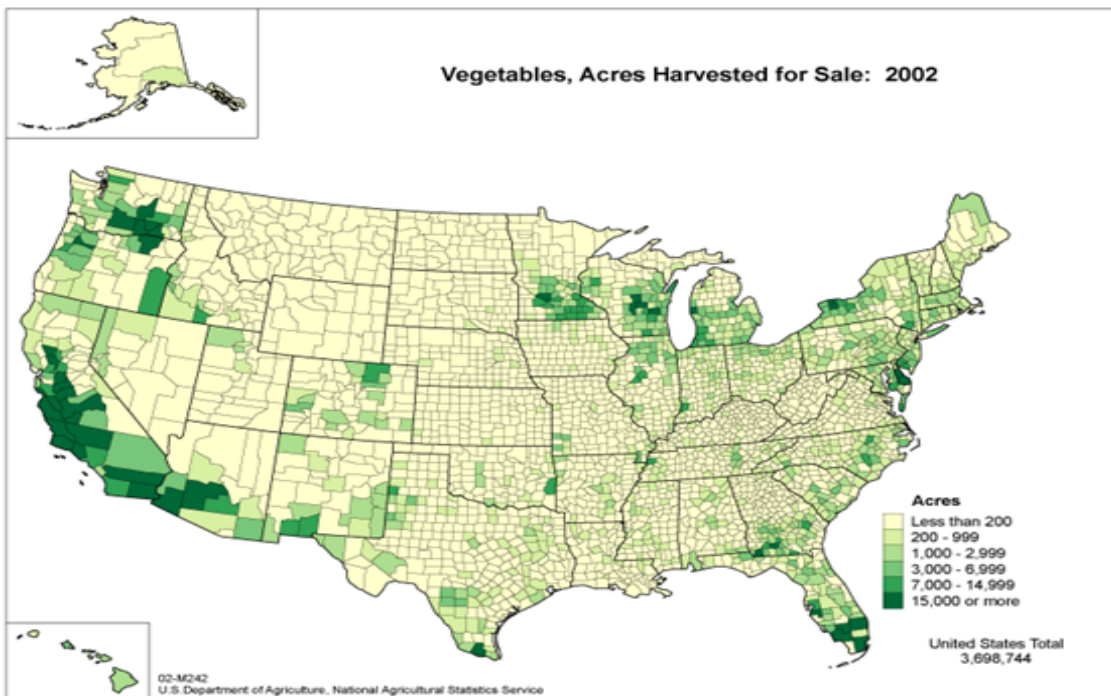 Vegetables, Acres Harvested for Sale: 2002
Acres
Less than 200
200 - 999
1,000 - 2,999
3,000 - 6,999
7,000 - 14,999
15,000 or more
United States Total
3,698,744
02-M242
U.S.Department of Agriculture, National Agricultural Statistics Service